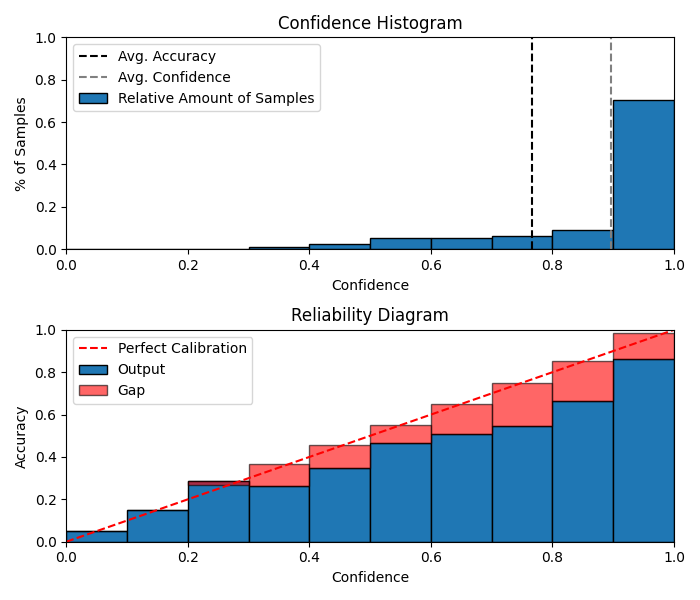 Confidence Histogram
1.0
0.8
0.6
0.4
0.2
0.0
% of Samples
Avg. Accuracy
Avg. Confidence
Relative Amount of Samples
0.0 0.2 0.4 0.6 0.8 1.0
Confidence
Reliability Diagram
1.0
0.8
0.6
0.4
0.2
0.0
Accuracy
Perfect Calibration
Output
Gap
0.0 0.2 0.4 0.6 0.8 1.0
Confidence